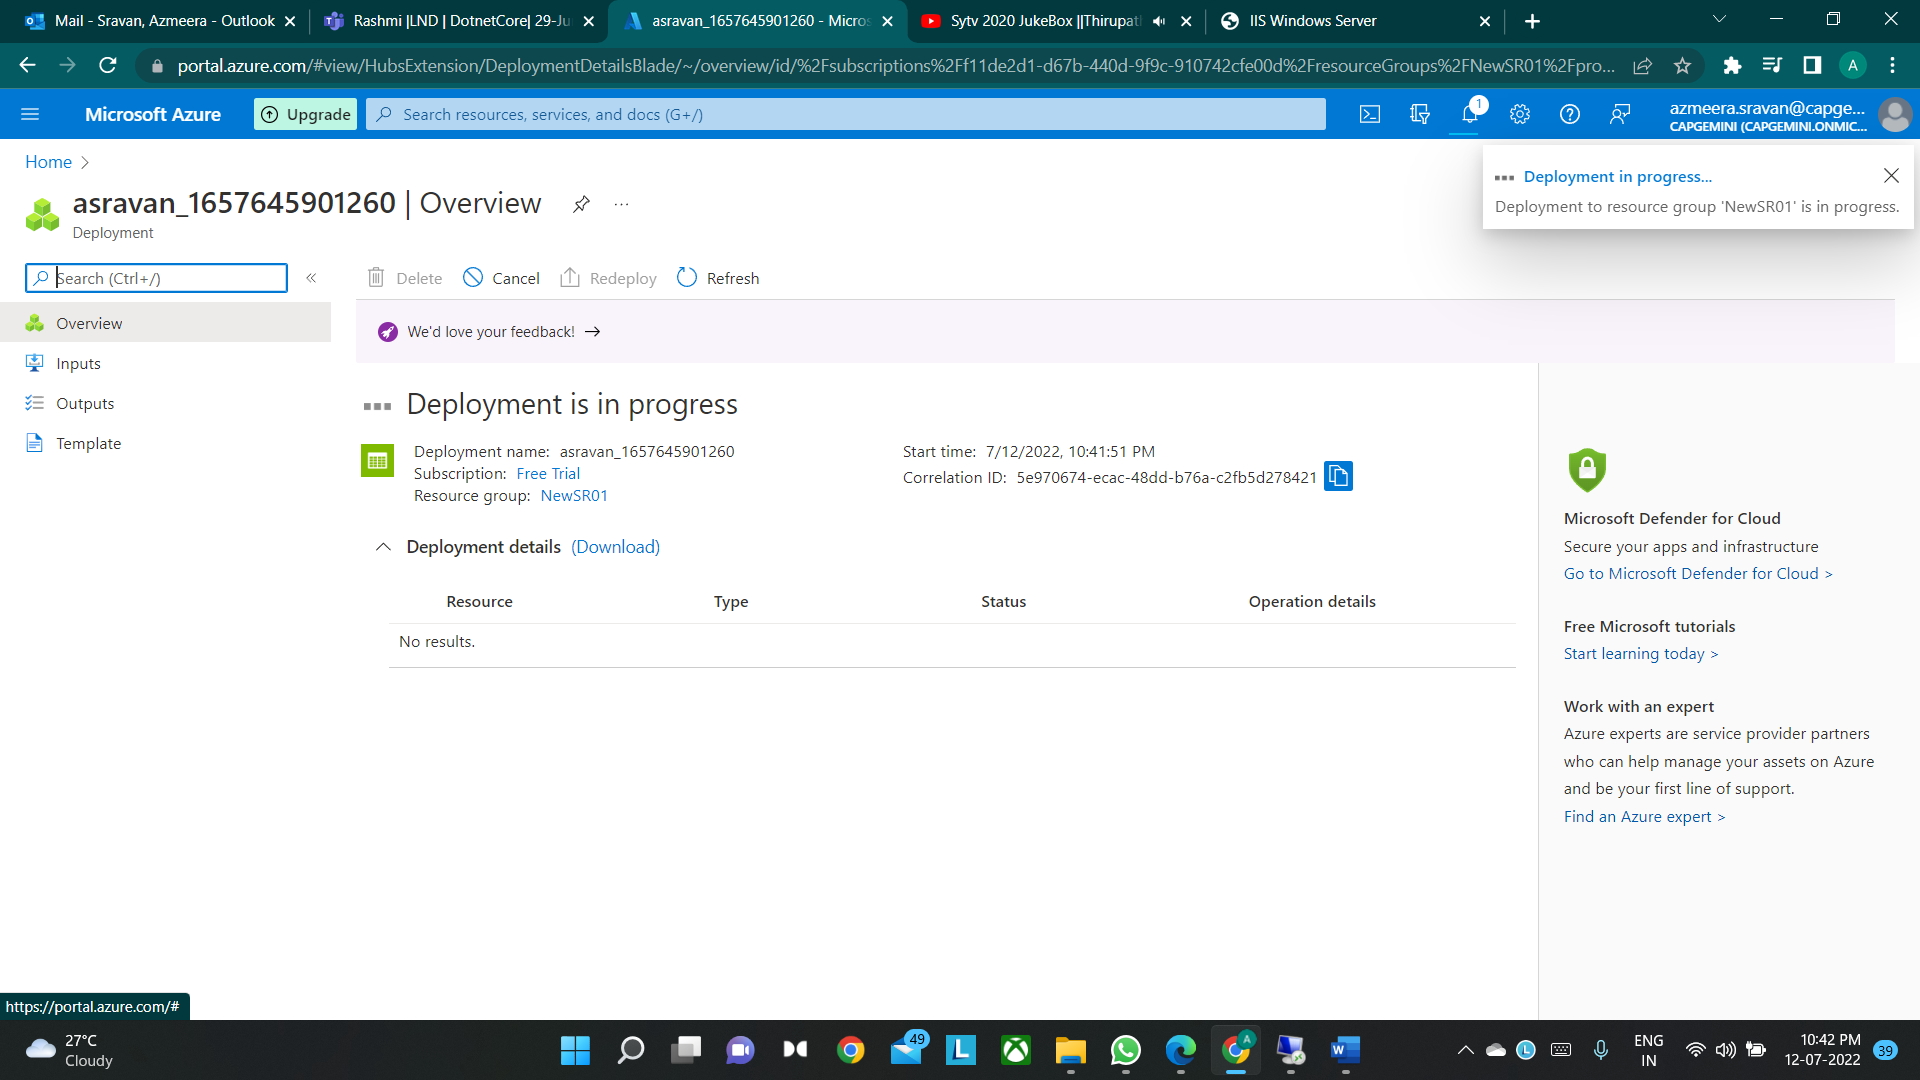 Mail - Sravan, Azmeera - Outlook
Rashmi |LND | DotnetCore| 29-Ju
asravan_1657645901260 - Micros
Sytv 2020 JukeBox ||Thirupat
IIS Windows Server
portal.azure.com/#view/HubsExtension/DeploymentDetailsBlade/~/overview/id/%2Fsubscriptions%2Ff11de2d1-d67b-440d-9f9c-910742cfe00d%2FresourceGroups%2FNewSR01%2Fpro...
A
Microsoft Azure
Upgrade
Search resources, services, and docs (G+/)
1
azmeera.sravan@capge...
CAPGEMINI (CAPGEMINI.ONMIC...
Home
Deployment in progress...
Deployment to resource group 'NewSR01' is in progress.
asravan_1657645901260 | Overview
...
Deployment
Search (Ctrl+/)
«
Delete
Cancel
Redeploy
Refresh
Overview
Inputs
Outputs
Template
We'd love your feedback! →
Deployment is in progress
Deployment name: asravan_1657645901260
Subscription: Free Trial
Resource group: NewSR01
Start time: 7/12/2022, 10:41:51 PM
Correlation ID: 5e970674-ecac-48dd-b76a-c2fb5d278421
Deployment details (Download)
Resource Type Status Operation details
No results.
Microsoft Defender for Cloud
Secure your apps and infrastructure
Go to Microsoft Defender for Cloud >
Free Microsoft tutorials
Start learning today >
Work with an expert
Azure experts are service provider partners
who can help manage your assets on Azure
and be your first line of support.
Find an Azure expert >
https://portal.azure.com/#
27°C
Cloudy
49
L
A
W
L
ENG
IN
10:42 PM
12-07-2022
39